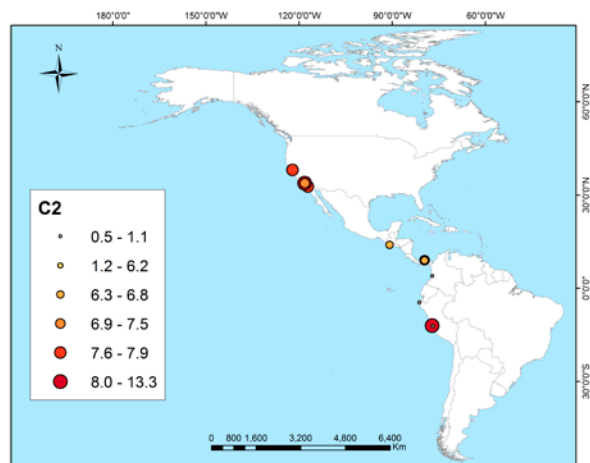 180°0'0" 150°0'0"W 120°0'0"W 90°0'0"W 60°0'0"W
N
60°0'0"N
30°0'0"N
0°0'0"
30°0'0"S
C2
0.5 - 1.1
1.2 - 6.2
6.3 - 6.8
6.9 - 7.5
7.6 - 7.9
8.0 - 13.3
0 800 1,600 3,200 4,800 6,400
Km